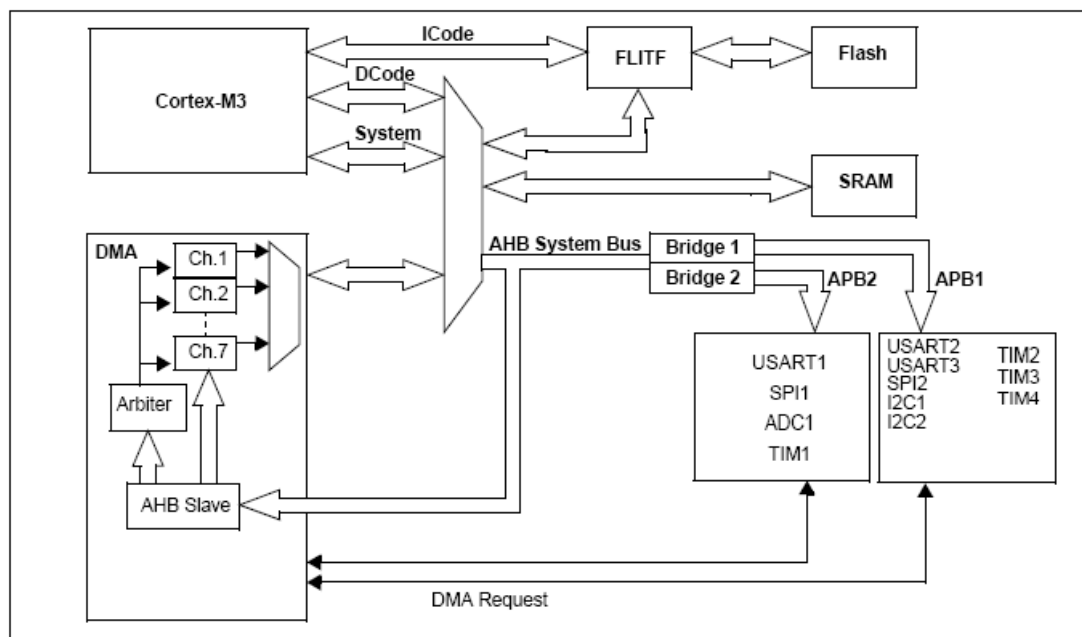 ICode
FLITF
Flash
Cortex-M3
DCode
System
SRAM
DMA
Ch.1
Ch.2
Ch.7
Arbiter
AHB Slave
AHB System Bus
Bridge 1
Bridge 2
APB2
APB1
USART1
SPI1
ADC1
TIM1
USART2
USART3
SPI2
I2C1
I2C2
TIM2
TIM3
TIM4
DMA Request